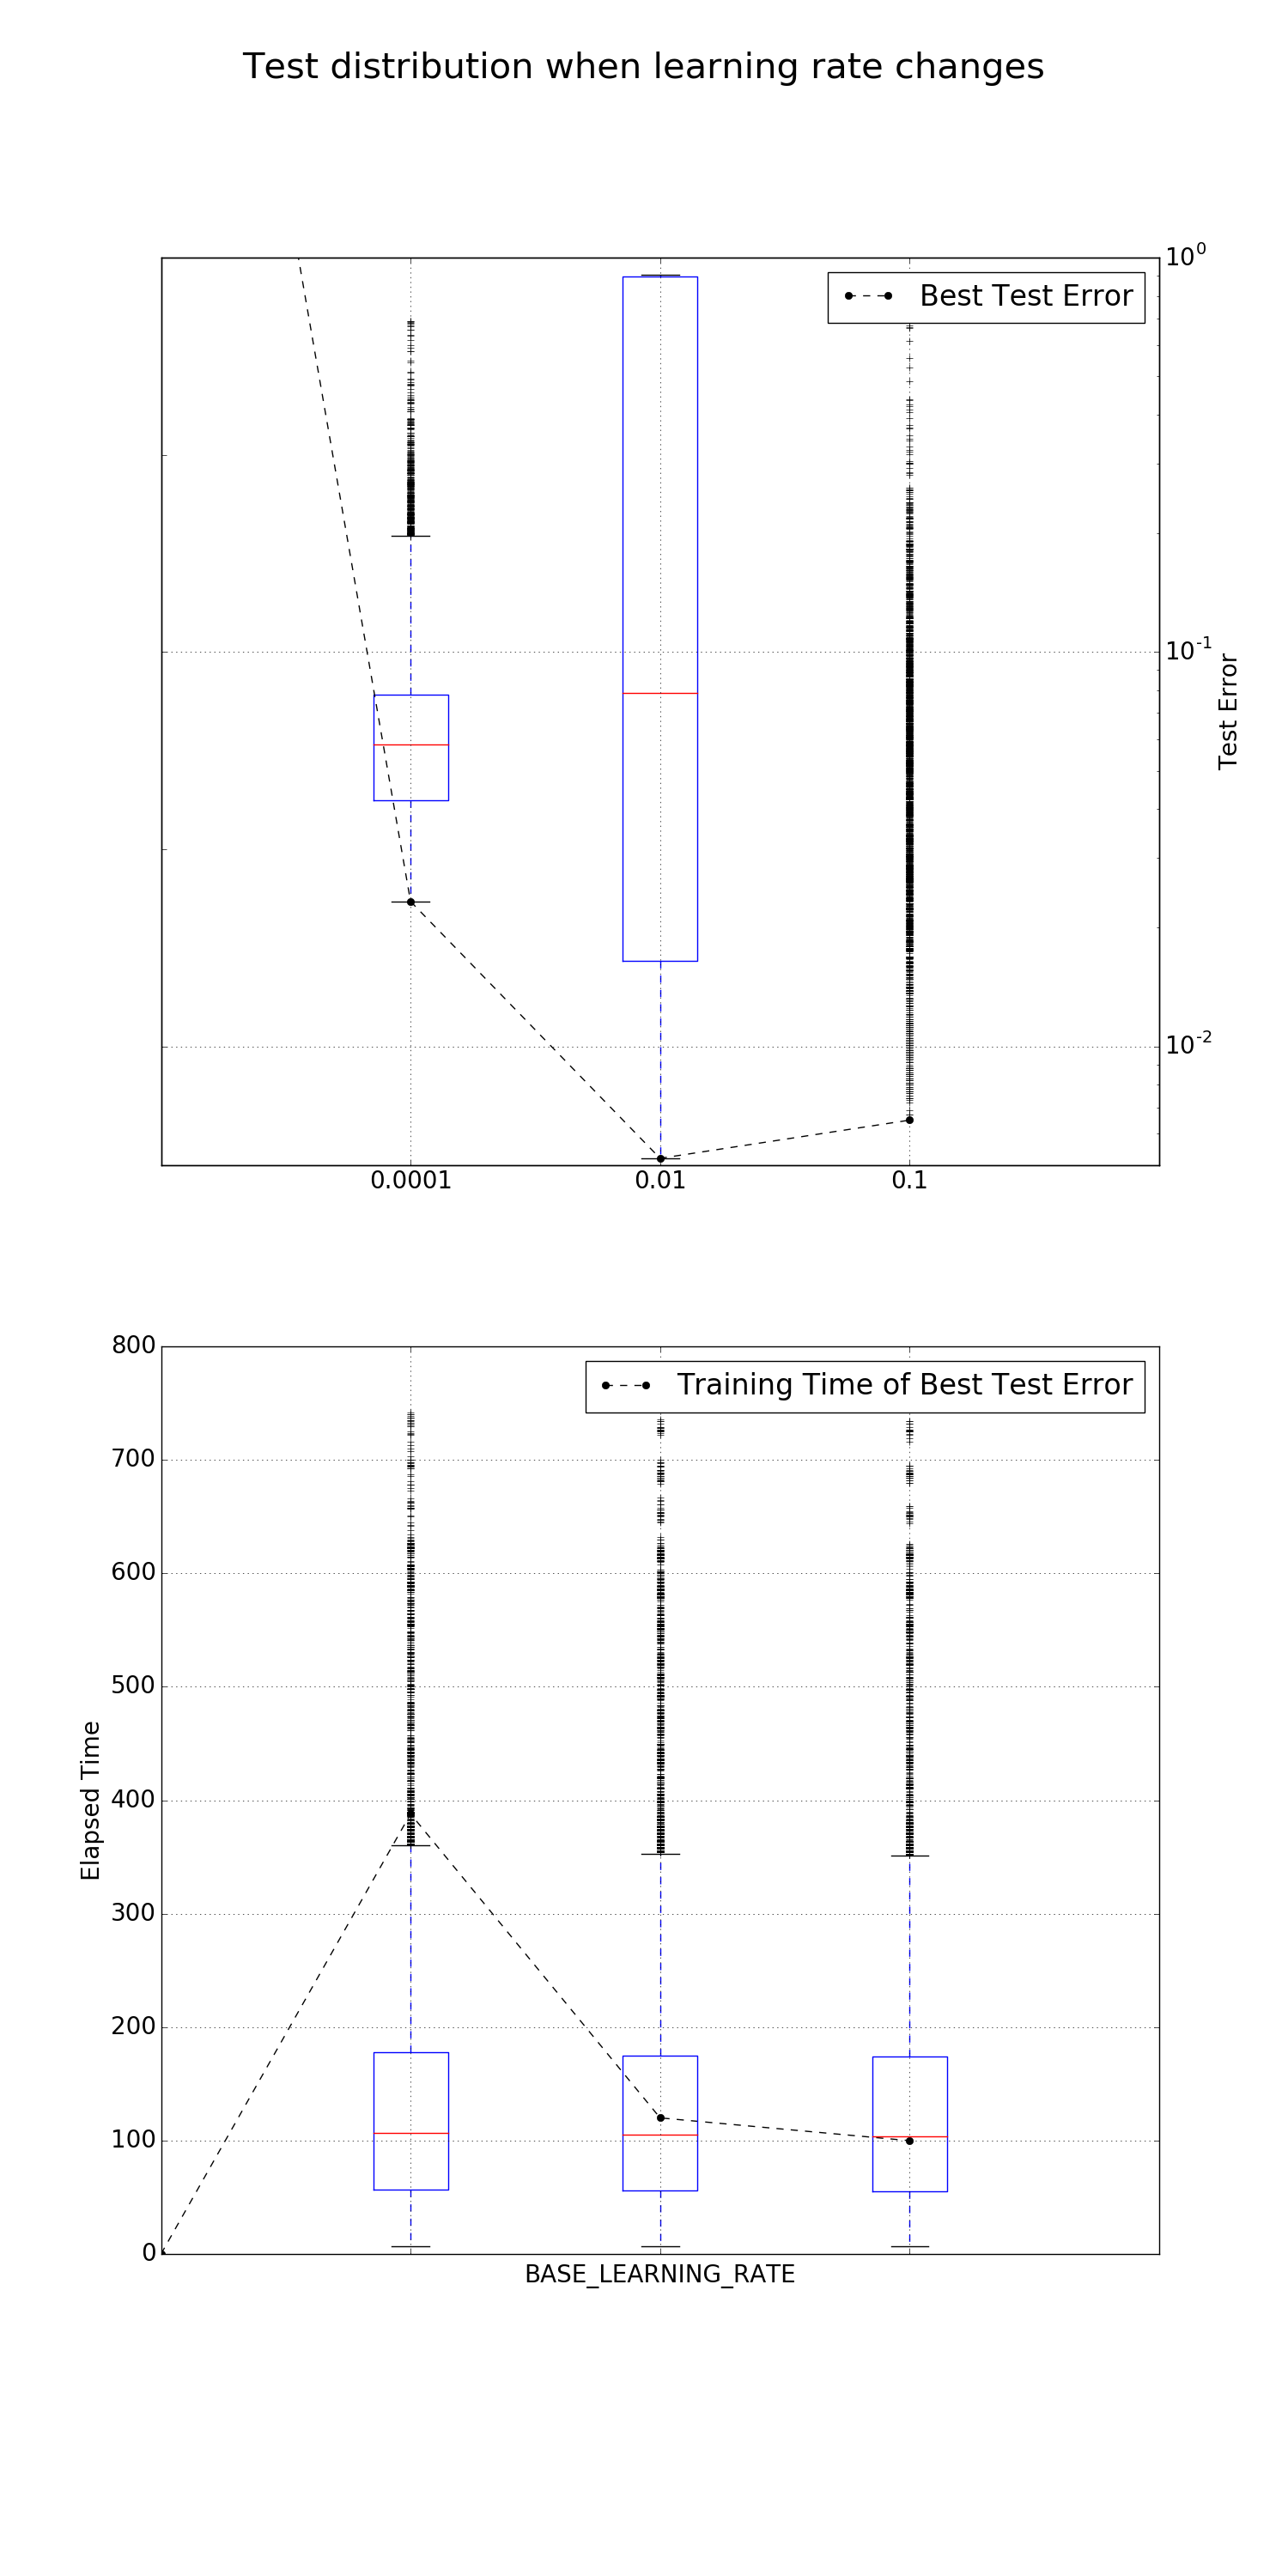 Test distribution when learning rate changes
Best Test Error
10^0
10^-1
10^-2
Test Error
0.0001 0.01 0.1
Training Time of Best Test Error
800
700
600
500
400
300
200
100
0
Elapsed Time
BASE_LEARNING_RATE